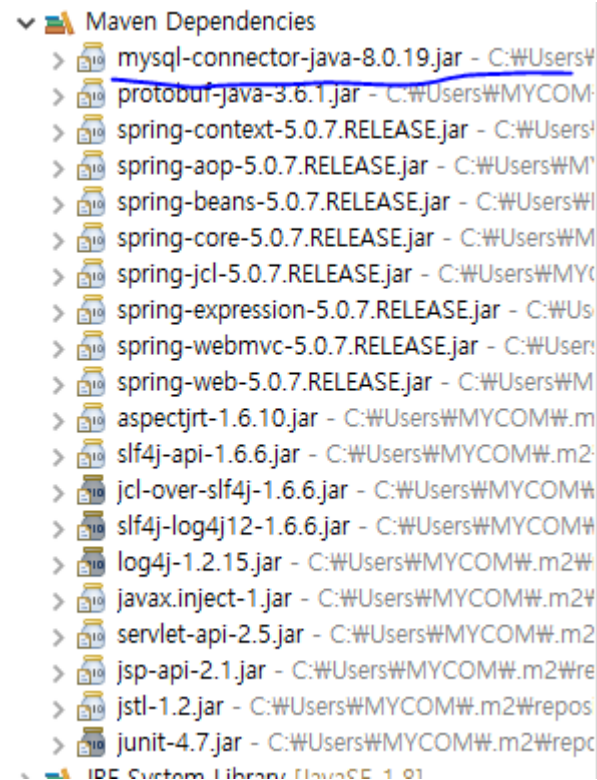 Maven Dependencies
mysql-connector-java-8.0.19.jar - C:₩Users₩
protobuf-java-3.6.1.jar - C:₩Users₩MYCOM
spring-context-5.0.7.RELEASE.jar - C:₩Users₩
spring-aop-5.0.7.RELEASE.jar - C:₩Users₩MY
spring-beans-5.0.7.RELEASE.jar - C:₩Users₩
spring-core-5.0.7.RELEASE.jar - C:₩Users₩M
spring-jcl-5.0.7.RELEASE.jar - C:₩Users₩MYC
spring-expression-5.0.7.RELEASE.jar - C:₩Us
spring-webmvc-5.0.7.RELEASE.jar - C:₩Users
spring-web-5.0.7.RELEASE.jar - C:₩Users₩M
aspectjrt-1.6.10.jar - C:₩Users₩MYCOM₩.m
slf4j-api-1.6.6.jar - C:₩Users₩MYCOM₩.m2
jcl-over-slf4j-1.6.6.jar - C:₩Users₩MYCOM₩
slf4j-log4j12-1.6.6.jar - C:₩Users₩MYCOM₩
log4j-1.2.15.jar - C:₩Users₩MYCOM₩.m2₩
javax.inject-1.jar - C:₩Users₩MYCOM₩.m2₩
servlet-api-2.5.jar - C:₩Users₩MYCOM₩.m2
jsp-api-2.1.jar - C:₩Users₩MYCOM₩.m2₩re
jstl-1.2.jar - C:₩Users₩MYCOM₩.m2₩repos
junit-4.7.jar - C:₩Users₩MYCOM₩.m2₩repo
JRE System Library [JavaSE-1.8]